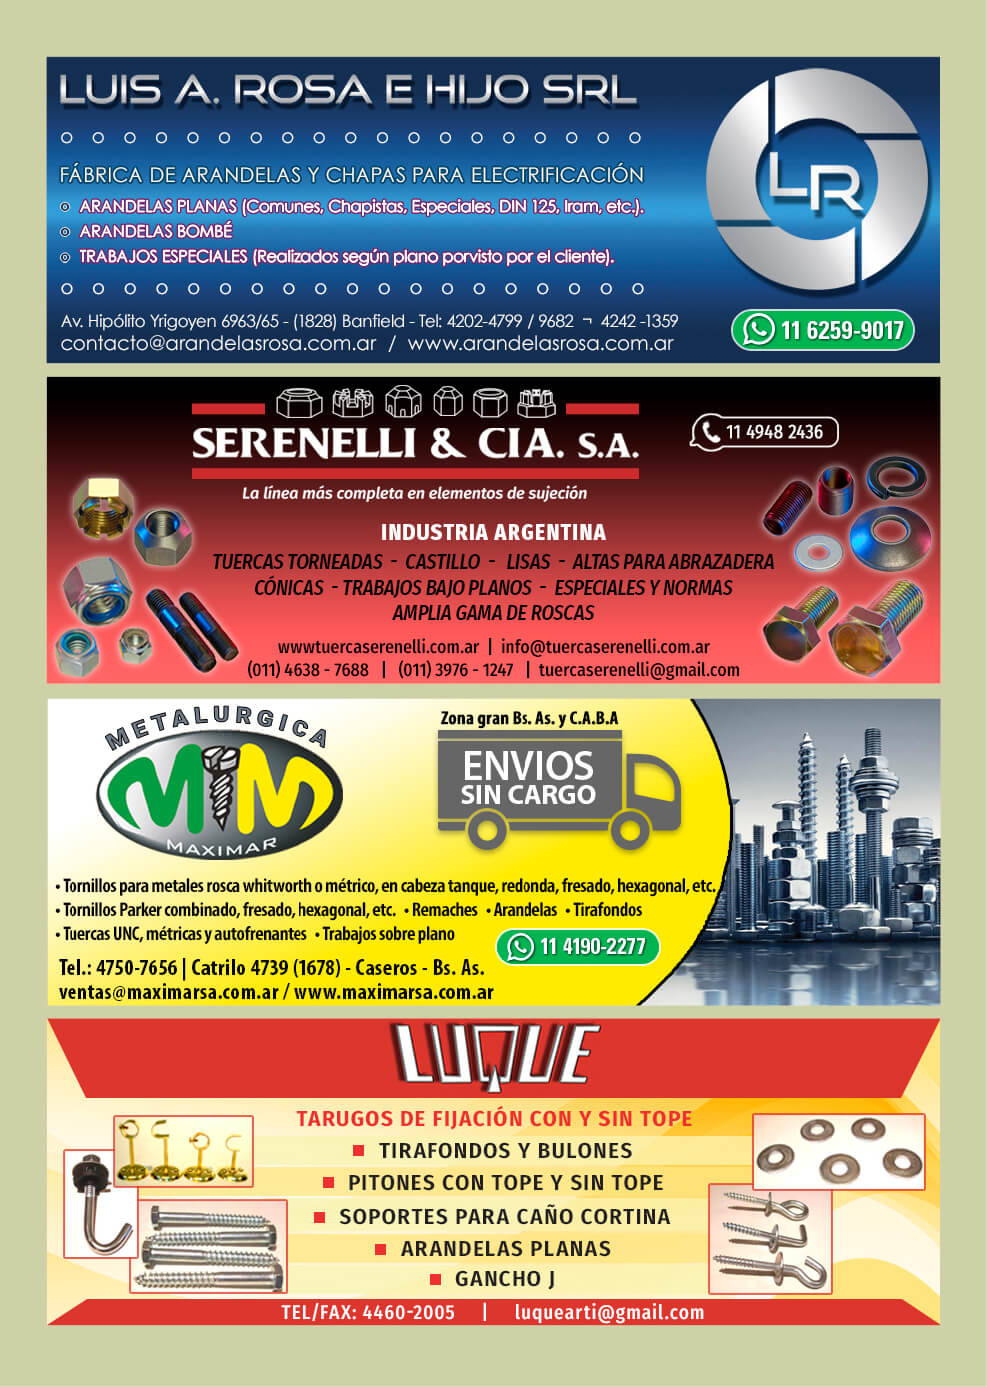 LUIS A. ROSA E HIJO SRL
FÁBRICA DE ARANDELAS Y CHAPAS PARA ELECTRIFICACIÓN
ARANDELAS PLANAS (Comunes, Chapistas, Especiales, DIN 125, Iram, etc.).
ARANDELAS BOMBÉ
TRABAJOS ESPECIALES (Realizados según plano porvisto por el cliente).
Av. Hipólito Yrigoyen 6963/65 - (1828) Banfield - Tel: 4202-4799 / 9682 ¬ 4242 -1359
contacto@arandelasrosa.com.ar / www.arandelasrosa.com.ar
LR
11 6259-9017
SERENELLI & CIA. S.A.
La línea más completa en elementos de sujeción
11 4948 2436
INDUSTRIA ARGENTINA
TUERCAS TORNEADAS - CASTILLO - LISAS - ALTAS PARA ABRAZADERA
CÓNICAS - TRABAJOS BAJO PLANOS - ESPECIALES Y NORMAS
AMPLIA GAMA DE ROSCAS
wwwtuercaserenelli.com.ar | info@tuercaserenelli.com.ar
(011) 4638 - 7688 | (011) 3976 - 1247 | tuercaserenelli@gmail.com
METALURGICA
MM
MAXIMAR
Zona gran Bs. As. y C.A.B.A
ENVIOS
SIN CARGO
• Tornillos para metales rosca whitworth o métrico, en cabeza tanque, redonda, fresado, hexagonal, etc.
• Tornillos Parker combinado, fresado, hexagonal, etc. • Remaches • Arandelas • Tirafondos
• Tuercas UNC, métricas y autofrenantes • Trabajos sobre plano
11 4190-2277
Tel.: 4750-7656 | Catrilo 4739 (1678) - Caseros - Bs. As.
ventas@maximarsa.com.ar / www.maximarsa.com.ar
LUQUE
TARUGOS DE FIJACIÓN CON Y SIN TOPE
TIRAFONDOS Y BULONES
PITONES CON TOPE Y SIN TOPE
SOPORTES PARA CAÑO CORTINA
ARANDELAS PLANAS
GANCHO J
TEL/FAX: 4460-2005 | luquearti@gmail.com